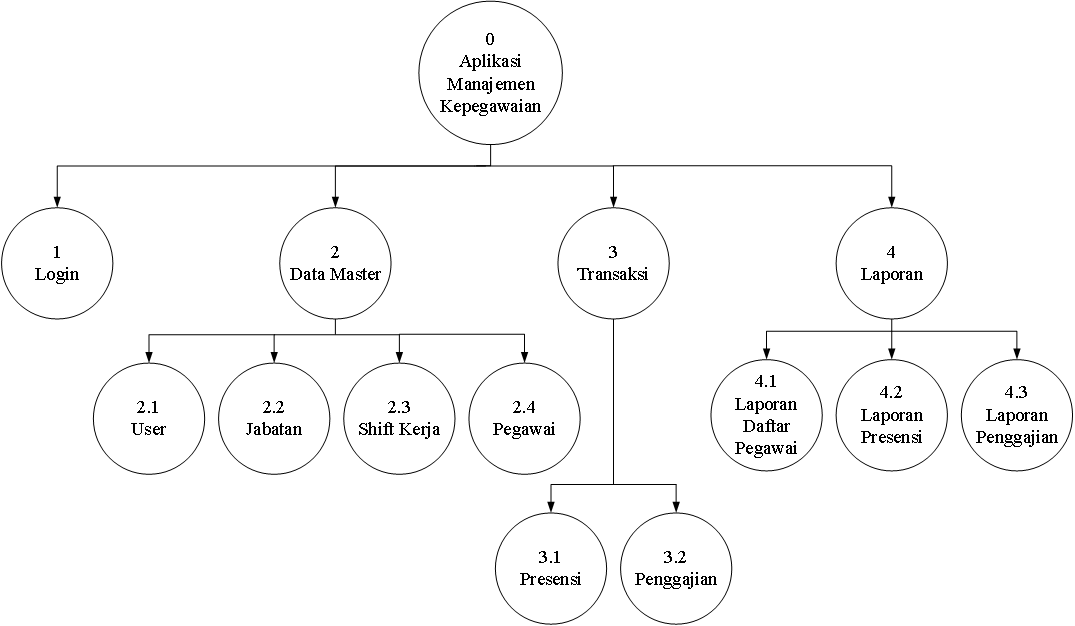 0
Aplikasi
Manajemen
Kepegawaian
1
Login
2
Data Master
3
Transaksi
4
Laporan
2.1
User
2.2
Jabatan
2.3
Shift Kerja
2.4
Pegawai
4.1
Laporan
Daftar
Pegawai
4.2
Laporan
Presensi
4.3
Laporan
Penggajian
3.1
Presensi
3.2
Penggajian